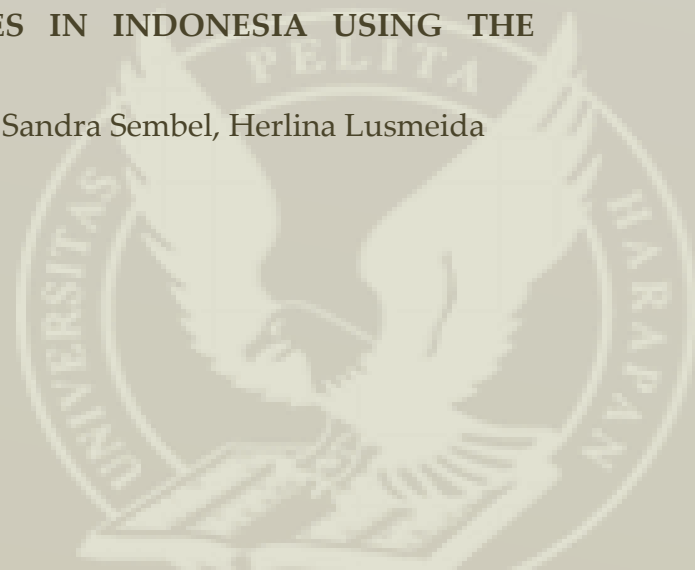 ES IN INDONESIA USING THE
Sandra Sembel, Herlina Lusmeida
UNIVERSITAS PELITA HARAPAN